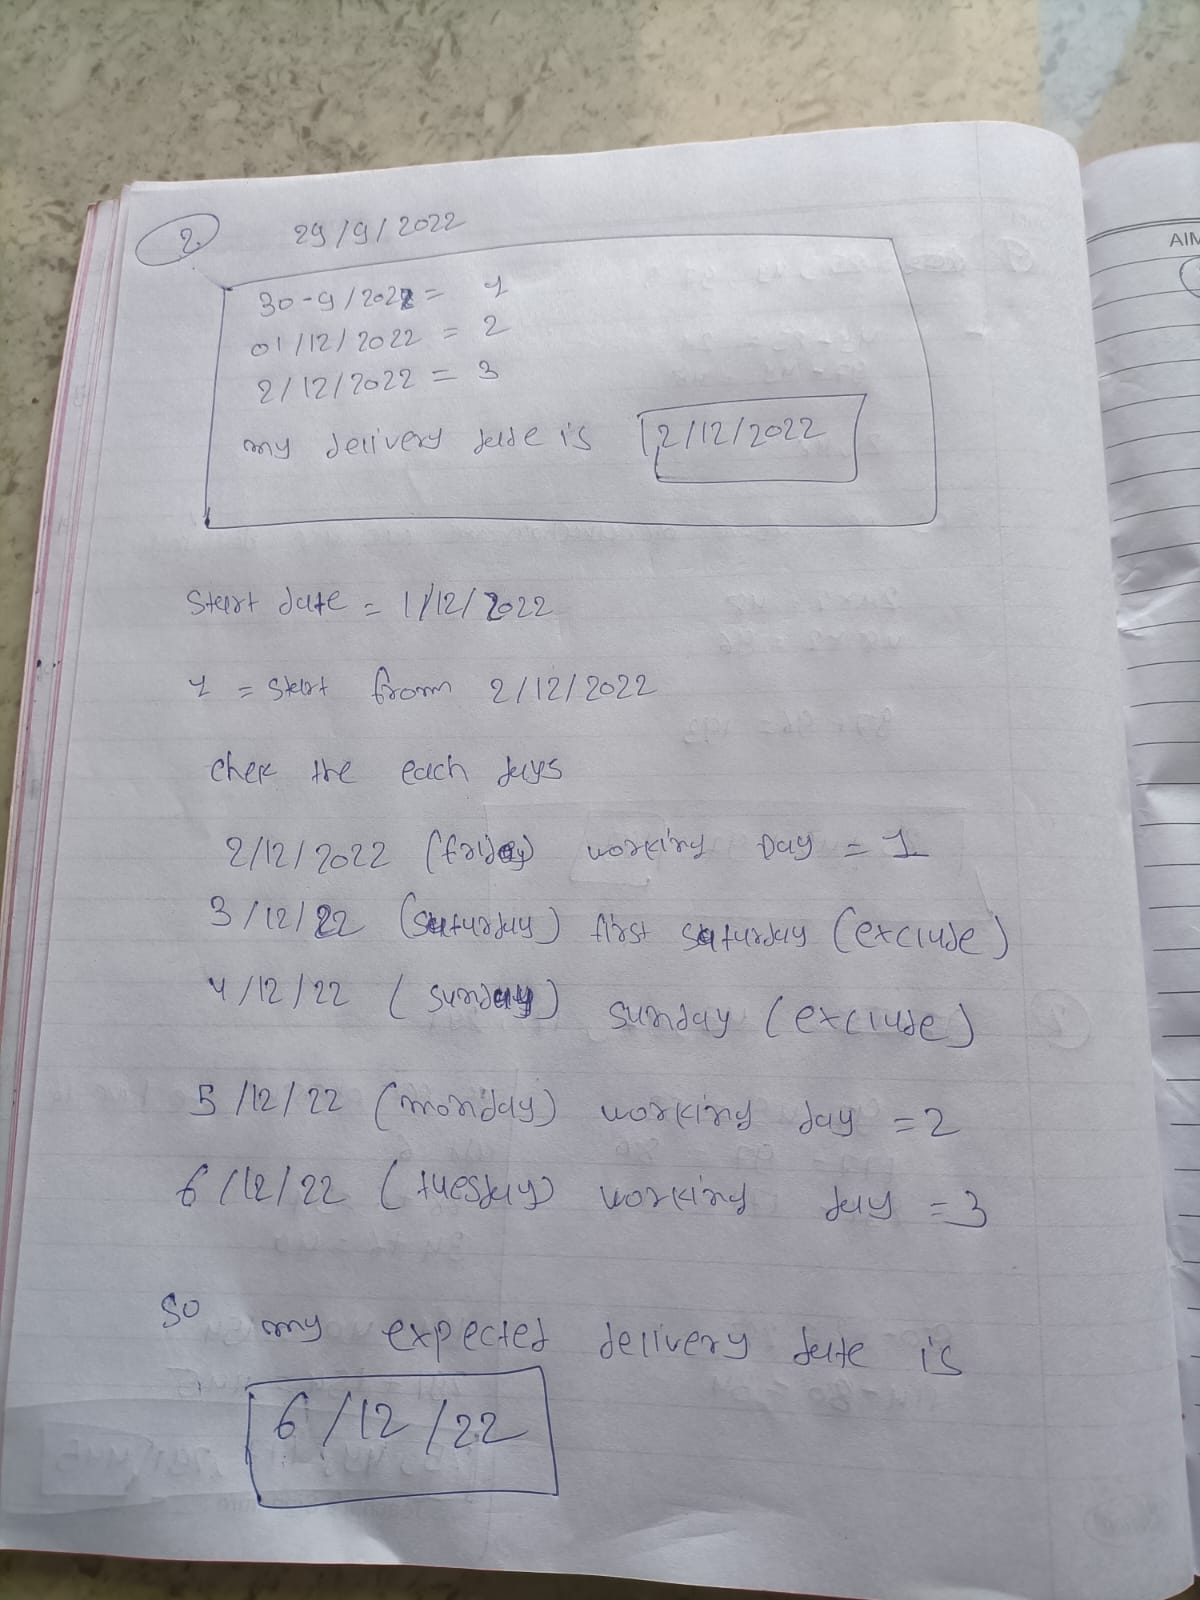 2.
29/9/2022
30-9/2022 = 1
01/12/2022 = 2
2/12/2022 = 3
my delivery date is 2/12/2022
Start date = 1/12/2022
1 = Start from 2/12/2022
chek the each days
2/12/2022 (friday) working Day = 1
3/12/22 (saturday) first saturday (exclude)
4/12/22 (sunday) sunday (exclude)
5/12/22 (monday) working day = 2
6/12/22 (tuesday) working day = 3
so my expected delivery date is
6/12/22
AIM